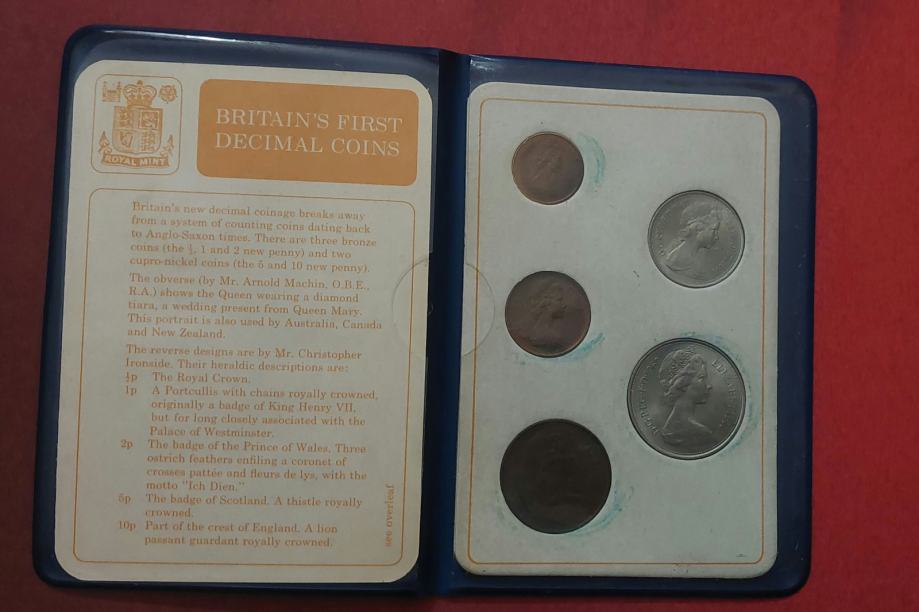 ROYAL MINT
BRITAIN'S FIRST
DECIMAL COINS
Britain's new decimal coinage breaks away
from a system of counting coins dating back
to Anglo-Saxon times. There are three bronze
coins (the ½, 1 and 2 new penny) and two
cupro-nickel coins (the 5 and 10 new penny).
The obverse (by Mr. Arnold Machin, O.B.E.,
R.A.) shows the Queen wearing a diamond
tiara, a wedding present from Queen Mary.
This portrait is also used by Australia, Canada
and New Zealand.
The reverse designs are by Mr. Christopher
Ironside. Their heraldic descriptions are:
½p The Royal Crown.
1p A Portcullis with chains royally crowned,
originally a badge of King Henry VII,
but for long closely associated with the
Palace of Westminster.
2p The badge of the Prince of Wales. Three
ostrich feathers enfiling a coronet of
crosses pattée and fleurs de lys, with the
motto "Ich Dien."
5p The badge of Scotland. A thistle royally
crowned.
10p Part of the crest of England. A lion
passant guardant royally crowned.
see overleaf